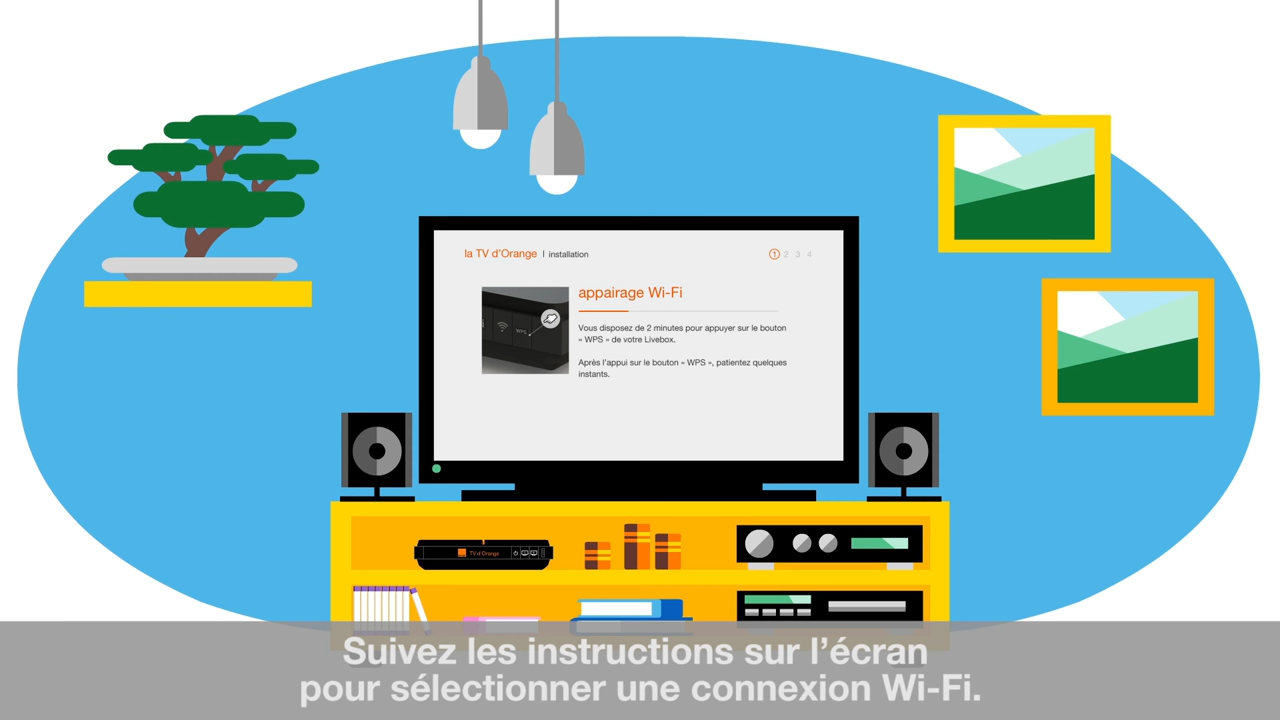 la TV d'Orange | installation
1 2 3 4
appairage Wi-Fi
WPS
Vous disposez de 2 minutes pour appuyer sur le bouton
« WPS » de votre Livebox.
Après l'appui sur le bouton « WPS », patientez quelques
instants.
TV d'Orange
Suivez les instructions sur l'écran
pour sélectionner une connexion Wi-Fi.